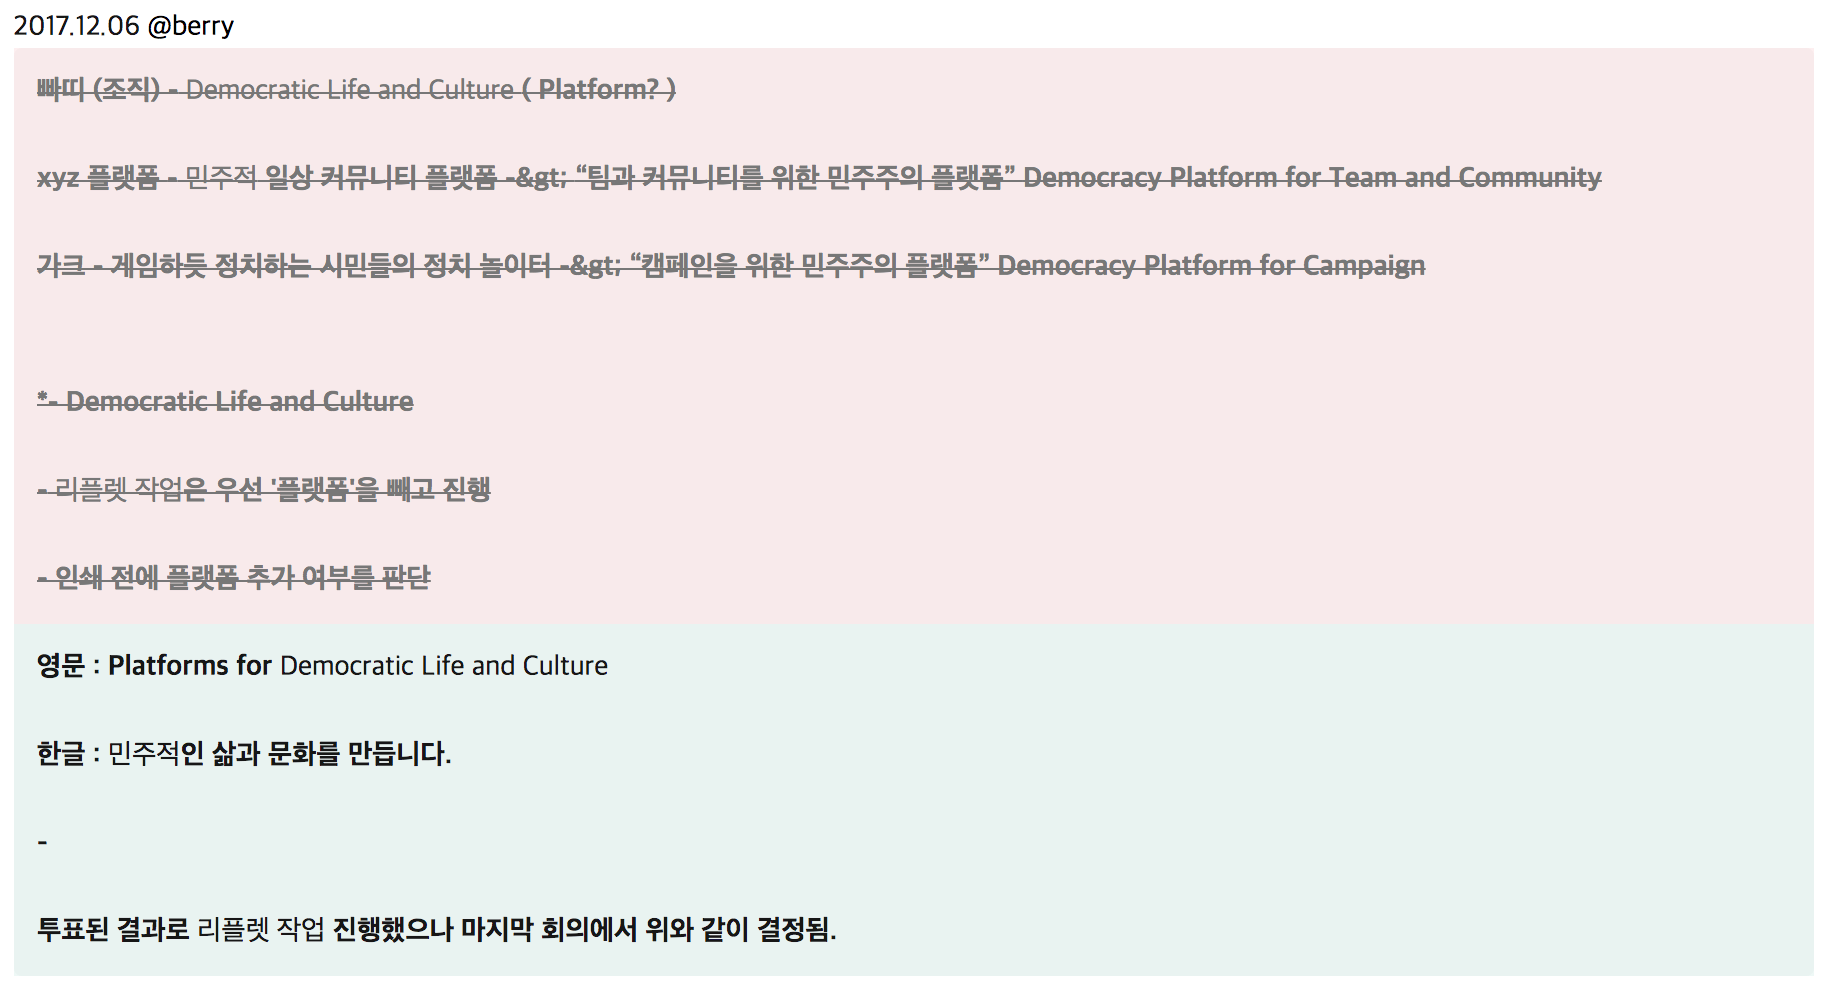 2017.12.06 @berry
빠띠 (조직) - Democratic Life and Culture ( Platform? )
xyz 플랫폼 - 민주적 일상 커뮤니티 플랫폼 -&gt; “팀과 커뮤니티를 위한 민주주의 플랫폼” Democracy Platform for Team and Community
가크 - 게임하듯 정치하는 시민들의 정치 놀이터 -&gt; “캠페인을 위한 민주주의 플랫폼” Democracy Platform for Campaign
*- Democratic Life and Culture
- 리플렛 작업은 우선 '플랫폼'을 빼고 진행
- 인쇄 전에 플랫폼 추가 여부를 판단
영문 : Platforms for Democratic Life and Culture
한글 : 민주적인 삶과 문화를 만듭니다.
-
투표된 결과로 리플렛 작업 진행했으나 마지막 회의에서 위와 같이 결정됨.